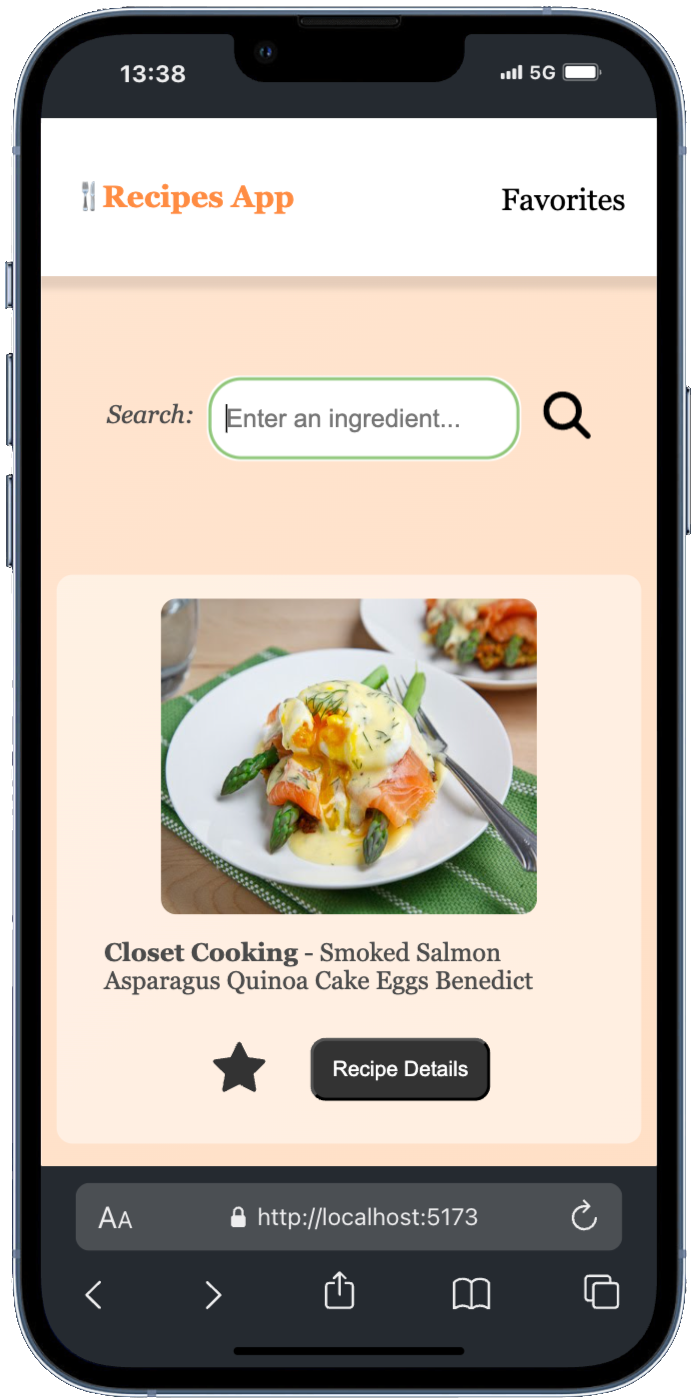 13:38
5G
Recipes App
Favorites
Search:
Enter an ingredient...
Closet Cooking - Smoked Salmon
Asparagus Quinoa Cake Eggs Benedict
Recipe Details
AA
http://localhost:5173